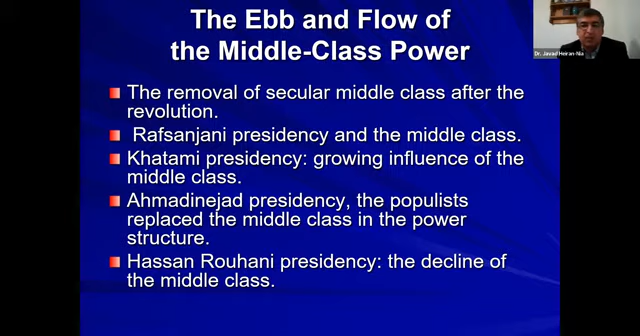 The Ebb and Flow of
the Middle-Class Power
The removal of secular middle class after the
revolution.
Rafsanjani presidency and the middle class.
Khatami presidency: growing influence of the
middle class.
Ahmadinejad presidency, the populists
replaced the middle class in the power
structure.
Hassan Rouhani presidency: the decline of
the middle class.
Dr. Javad Heiran-Nia